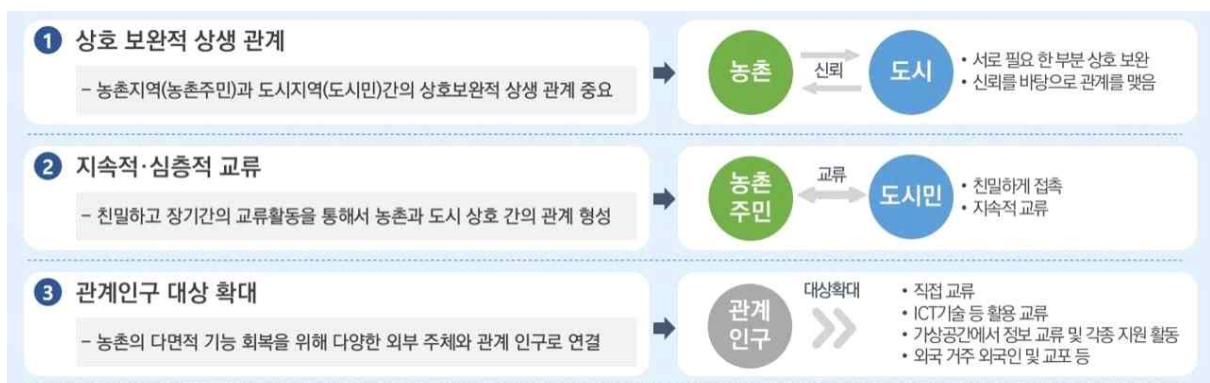 1 상호 보완적 상생 관계
- 농촌지역(농촌주민)과 도시지역(도시민)간의 상호보완적 상생 관계 중요
농촌
신뢰
도시
• 서로 필요 한 부분 상호 보완
• 신뢰를 바탕으로 관계를 맺음
2 지속적·심층적 교류
- 친밀하고 장기간의 교류활동을 통해서 농촌과 도시 상호 간의 관계 형성
농촌
주민
교류
도시민
• 친밀하게 접촉
• 지속적 교류
3 관계인구 대상 확대
- 농촌의 다면적 기능 회복을 위해 다양한 외부 주체와 관계 인구로 연결
관계
인구
대상확대
• 직접 교류
• ICT기술 등 활용 교류
• 가상공간에서 정보 교류 및 각종 지원 활동
• 외국 거주 외국인 및 교포 등